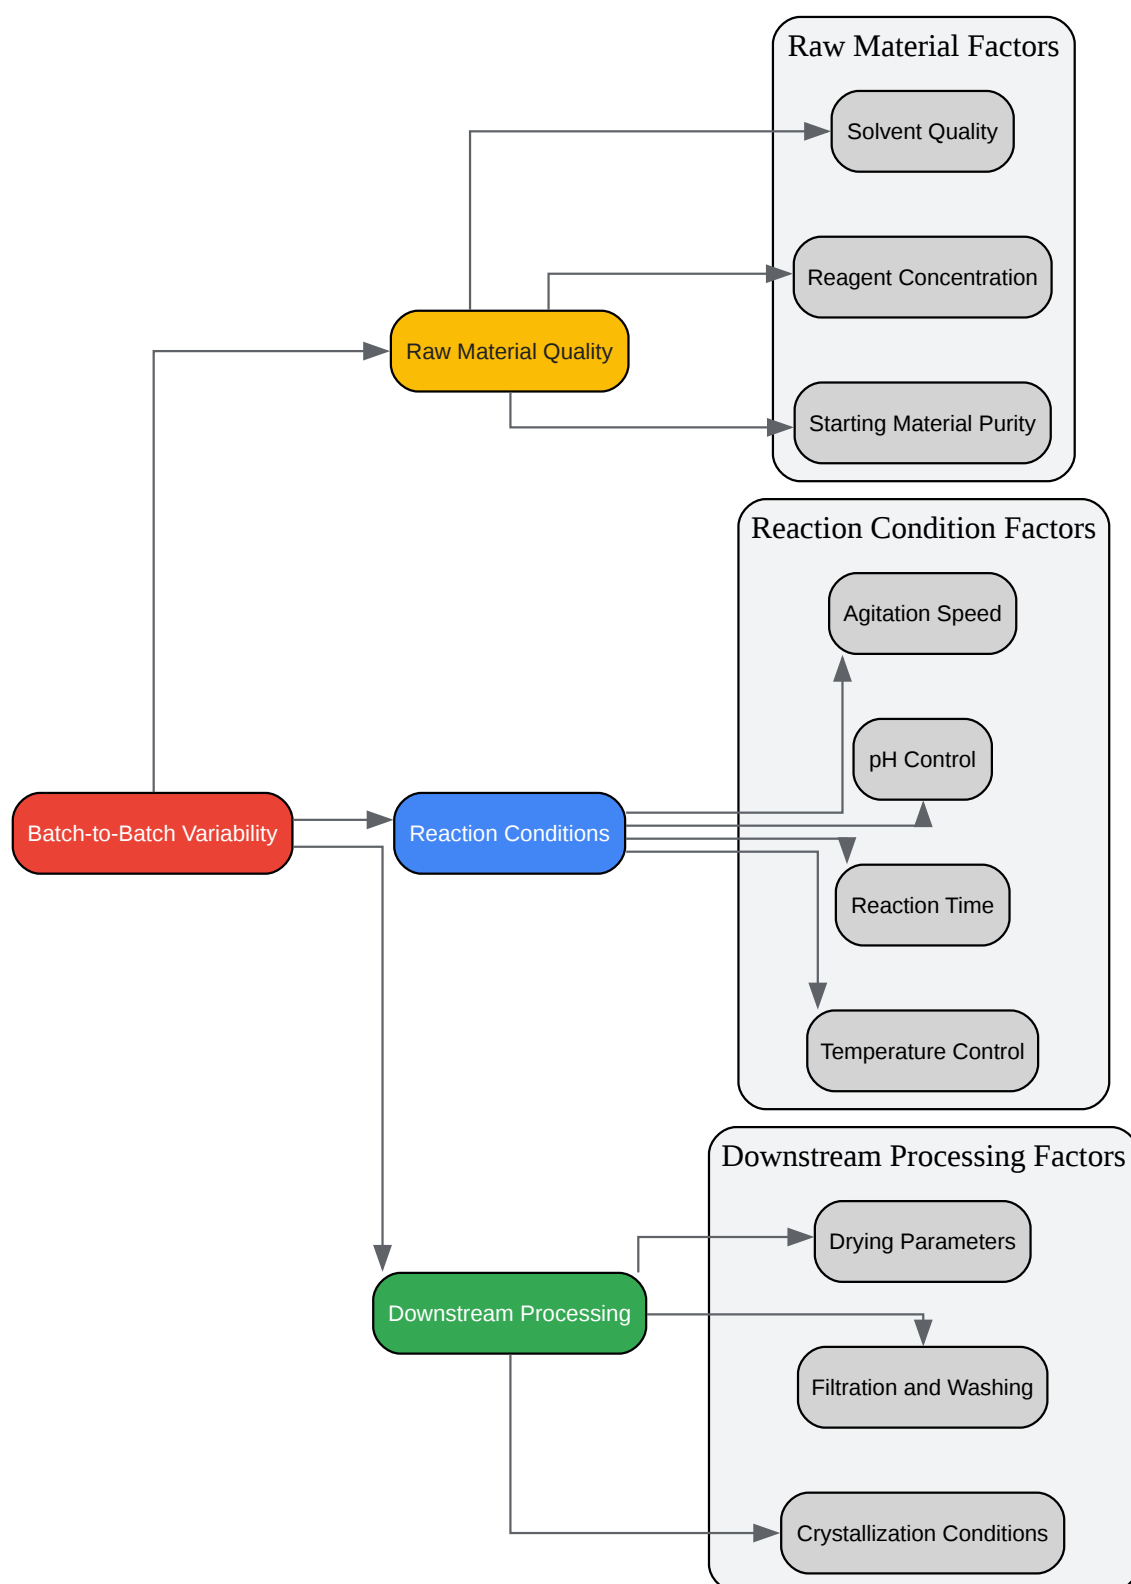 Raw Material Factors
Solvent Quality
Reagent Concentration
Raw Material Quality
Starting Material Purity
Reaction Condition Factors
Agitation Speed
pH Control
Batch-to-Batch Variability
Reaction Conditions
Reaction Time
Temperature Control
Downstream Processing Factors
Drying Parameters
Downstream Processing
Filtration and Washing
Crystallization Conditions